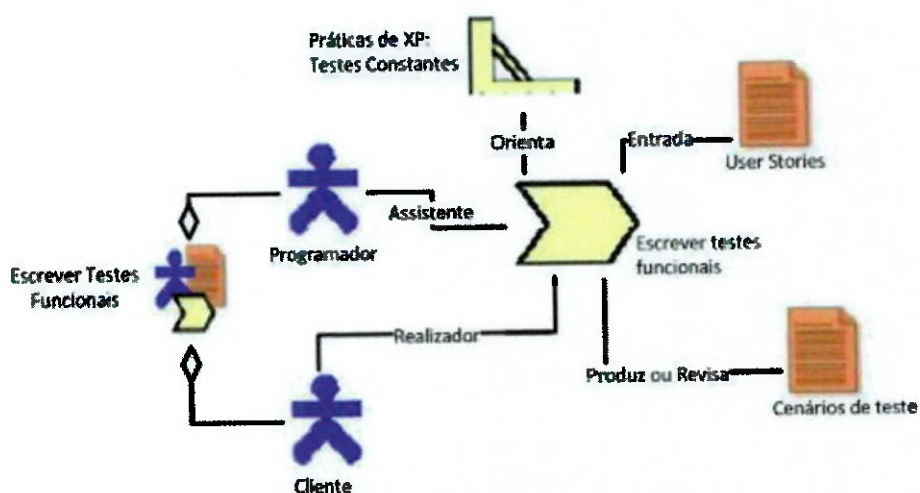 Práticas de XP:
Testes Constantes
Orienta
Entrada
User Stories
Programador
Assistente
Escrever testes
funcionais
Escrever Testes
Funcionais
Realizador
Produz ou Revisa
Cenários de teste
Cliente